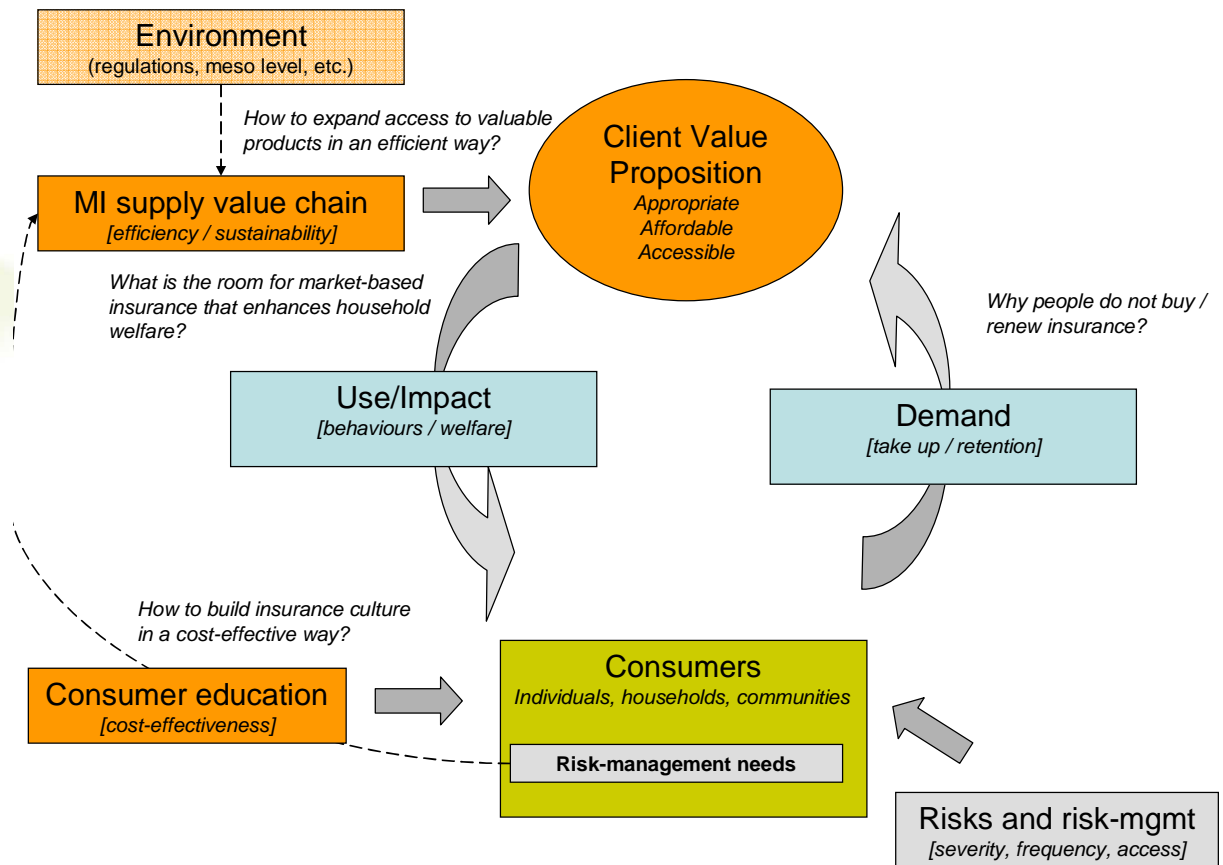 Environment
(regulations, meso level, etc.)
How to expand access to valuable
products in an efficient way?
Client Value
Proposition
Appropriate
Affordable
Accessible
MI supply value chain
[efficiency / sustainability]
What is the room for market-based
insurance that enhances household
welfare?
Why people do not buy /
renew insurance?
Use/Impact
[behaviours / welfare]
Demand
[take up / retention]
How to build insurance culture
in a cost-effective way?
Consumer education
[cost-effectiveness]
Consumers
Individuals, households, communities
Risk-management needs
Risks and risk-mgmt
[severity, frequency, access]